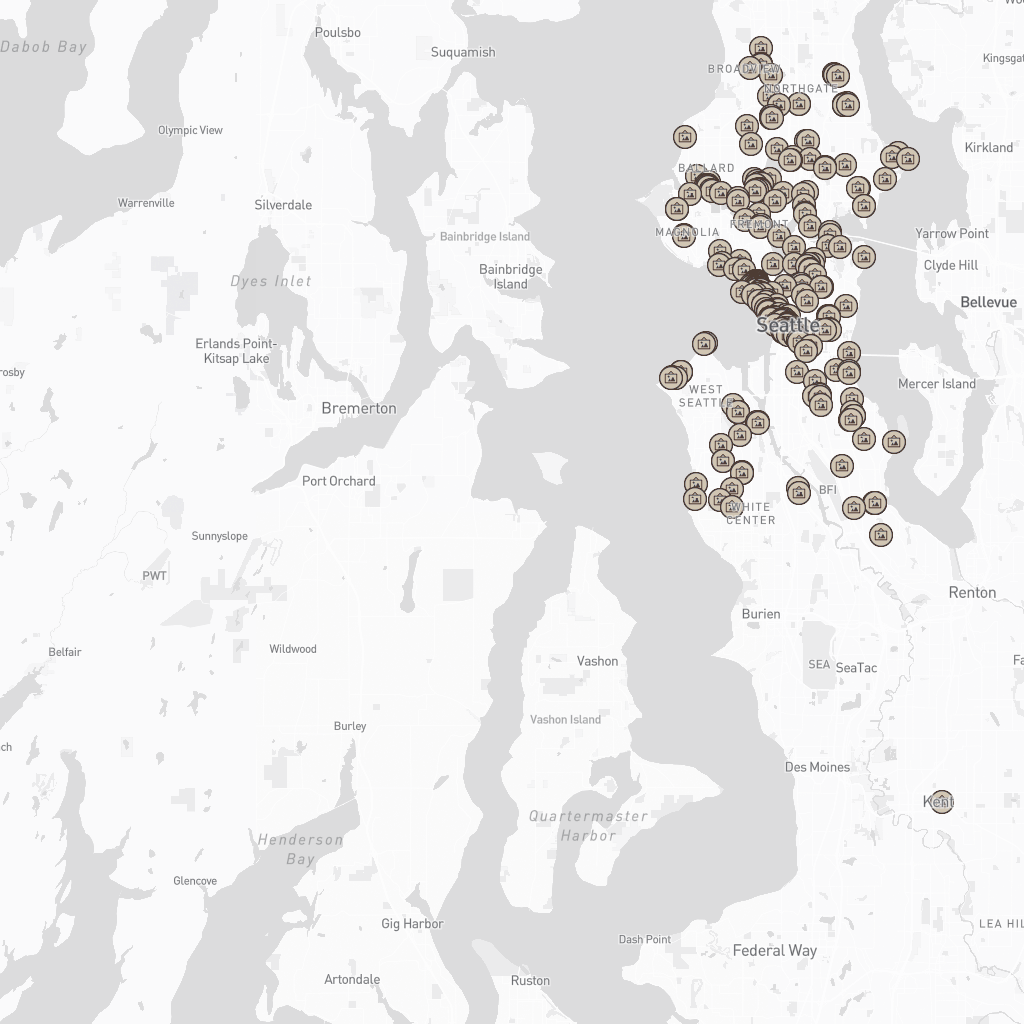 Poulsbo
Dabob Bay
Suquamish
Kingsga
BROADVIEW
NORTHGATE
Olympic View
Kirkland
BALLARD
Warrenville
Silverdale
FREMONT
MAGNOLIA
Yarrow Point
Bainbridge Island
Clyde Hill
Bainbridge
Island
Dyes Inlet
Bellevue
Seattle
Erlands Point-
Kitsap Lake
rosby
Mercer Island
WEST
SEATTLE
Bremerton
Port Orchard
BFI
WHITE
CENTER
Sunnyslope
PWT
Renton
Burien
Belfair
Wildwood
Vashon
SEA
SeaTac
Fa
Vashon Island
Burley
ch
Des Moines
Kent
Quartermaster
Harbor
Henderson
Bay
Glencove
Gig Harbor
LEA HIL
Dash Point
Federal Way
Artondale
Ruston